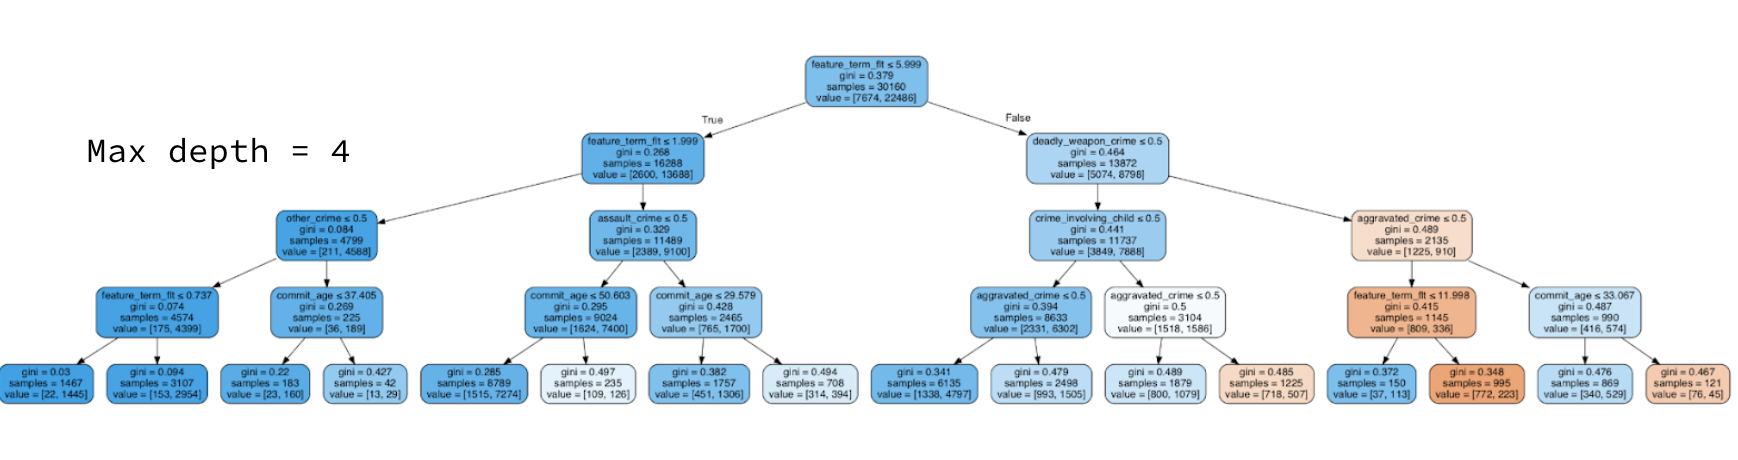 feature_term_flt ≤ 5.999
gini = 0.379
samples = 30160
value = [7674, 22486]
True
False
Max depth = 4
feature_term_flt ≤ 1.999
gini = 0.268
samples = 16288
value = [2600, 13688]
deadly_weapon_crime ≤ 0.5
gini = 0.464
samples = 13872
value = [5074, 8798]
other_crime ≤ 0.5
gini = 0.084
samples = 4799
value = [211, 4588]
assault_crime ≤ 0.5
gini = 0.329
samples = 11489
value = [2389, 9100]
crime_involving_child ≤ 0.5
gini = 0.441
samples = 11737
value = [3849, 7888]
aggravated_crime ≤ 0.5
gini = 0.489
samples = 2135
value = [1225, 910]
feature_term_flt ≤ 0.737
gini = 0.074
samples = 4574
value = [175, 4399]
commit_age ≤ 37.405
gini = 0.269
samples = 225
value = [36, 189]
commit_age ≤ 50.603
gini = 0.295
samples = 9024
value = [1624, 7400]
commit_age ≤ 29.579
gini = 0.428
samples = 2465
value = [765, 1700]
aggravated_crime ≤ 0.5
gini = 0.394
samples = 8633
value = [2331, 6302]
aggravated_crime ≤ 0.5
gini = 0.5
samples = 3104
value = [1518, 1586]
feature_term_flt ≤ 11.998
gini = 0.415
samples = 1145
value = [809, 336]
commit_age ≤ 33.067
gini = 0.487
samples = 990
value = [416, 574]
gini = 0.03
samples = 1467
value = [22, 1445]
gini = 0.094
samples = 3107
value = [153, 2954]
gini = 0.22
samples = 183
value = [23, 160]
gini = 0.427
samples = 42
value = [13, 29]
gini = 0.285
samples = 8789
value = [1515, 7274]
gini = 0.497
samples = 235
value = [109, 126]
gini = 0.382
samples = 1757
value = [451, 1306]
gini = 0.494
samples = 708
value = [314, 394]
gini = 0.341
samples = 6135
value = [1338, 4797]
gini = 0.479
samples = 2498
value = [993, 1505]
gini = 0.489
samples = 1879
value = [800, 1079]
gini = 0.485
samples = 1225
value = [718, 507]
gini = 0.372
samples = 150
value = [37, 113]
gini = 0.348
samples = 995
value = [772, 223]
gini = 0.476
samples = 869
value = [340, 529]
gini = 0.467
samples = 121
value = [76, 45]